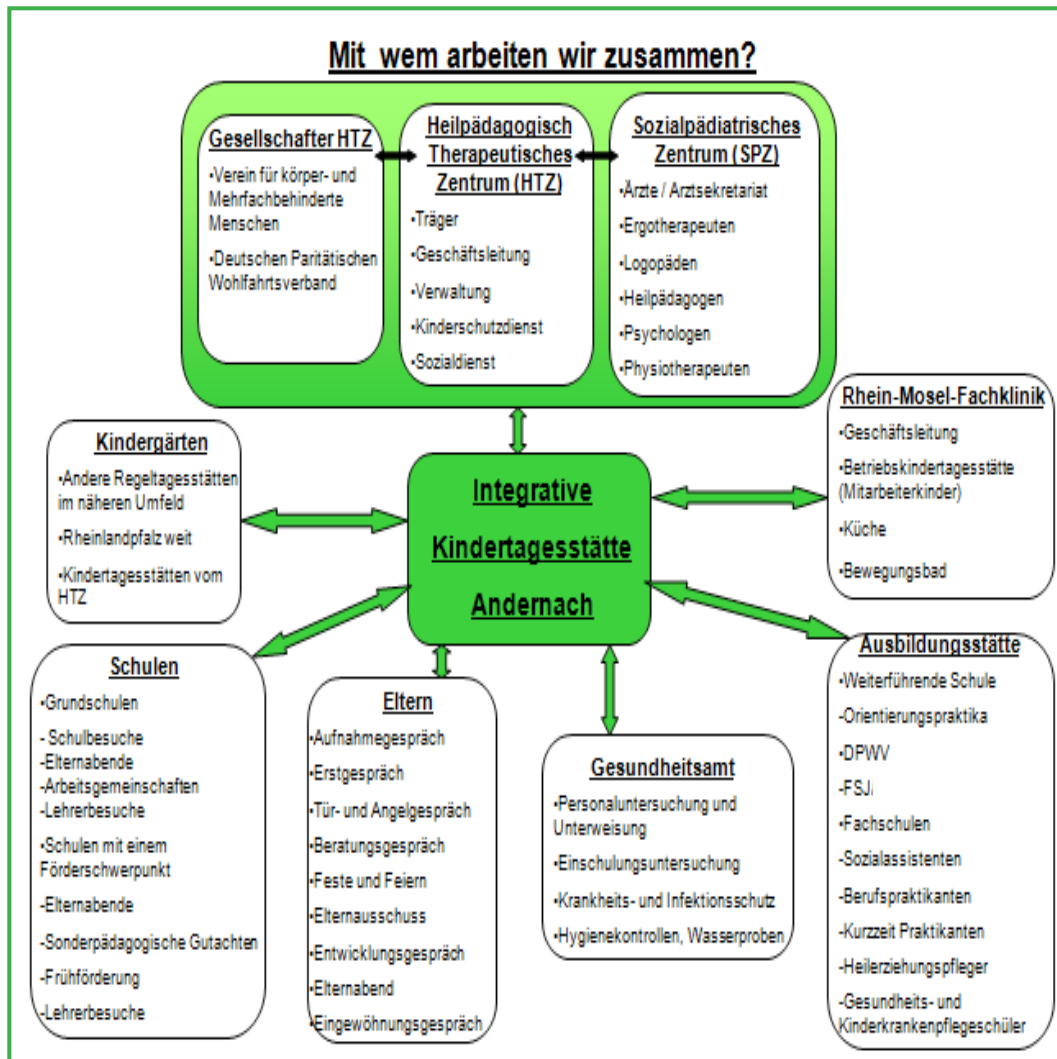 Mit wem arbeiten wir zusammen?
Gesellschafter HTZ
•Verein für körper- und
Mehrfachbehinderte
Menschen
•Deutschen Paritätischen
Wohlfahrtsverband
Heilpädagogisch
Therapeutisches
Zentrum (HTZ)
•Träger
•Geschäftsleitung
•Verwaltung
•Kinderschutzdienst
•Sozialdienst
Sozialpädiatrisches
Zentrum (SPZ)
•Ärzte / Arztsekretariat
•Ergotherapeuten
•Logopäden
•Heilpädagogen
•Psychologen
•Physiotherapeuten
Rhein-Mosel-Fachklinik
•Geschäftsleitung
•Betriebskindertagesstätte
(Mitarbeiterkinder)
•Küche
•Bewegungsbad
Kindergärten
•Andere Regeltagesstätten
im näheren Umfeld
•Rheinlandpfalz weit
•Kindertagesstätten vom
HTZ
Integrative
Kindertagesstätte
Andernach
Schulen
•Grundschulen
- Schulbesuche
-Elternabende
-Arbeitsgemeinschaften
-Lehrerbesuche
•Schulen mit einem
Förderschwerpunkt
-Elternabende
-Sonderpädagogische Gutachten
-Frühförderung
-Lehrerbesuche
Eltern
•Aufnahmegespräch
•Erstgespräch
•Tür- und Angelgespräch
•Beratungsgespräch
•Feste und Feiern
•Elternausschuss
•Entwicklungsgespräch
•Elternabend
•Eingewöhnungsgespräch
Gesundheitsamt
•Personaluntersuchung und
Unterweisung
•Einschulungsuntersuchung
•Krankheits- und Infektionsschutz
•Hygienekontrollen, Wasserproben
Ausbildungsstätte
•Weiterführende Schule
-Orientierungspraktika
•DPWV
-FSJ
•Fachschulen
-Sozialassistenten
-Berufspraktikanten
-Kurzzeit Praktikanten
-Heilerziehungspfleger
-Gesundheits- und
Kinderkrankenpflegeschüler